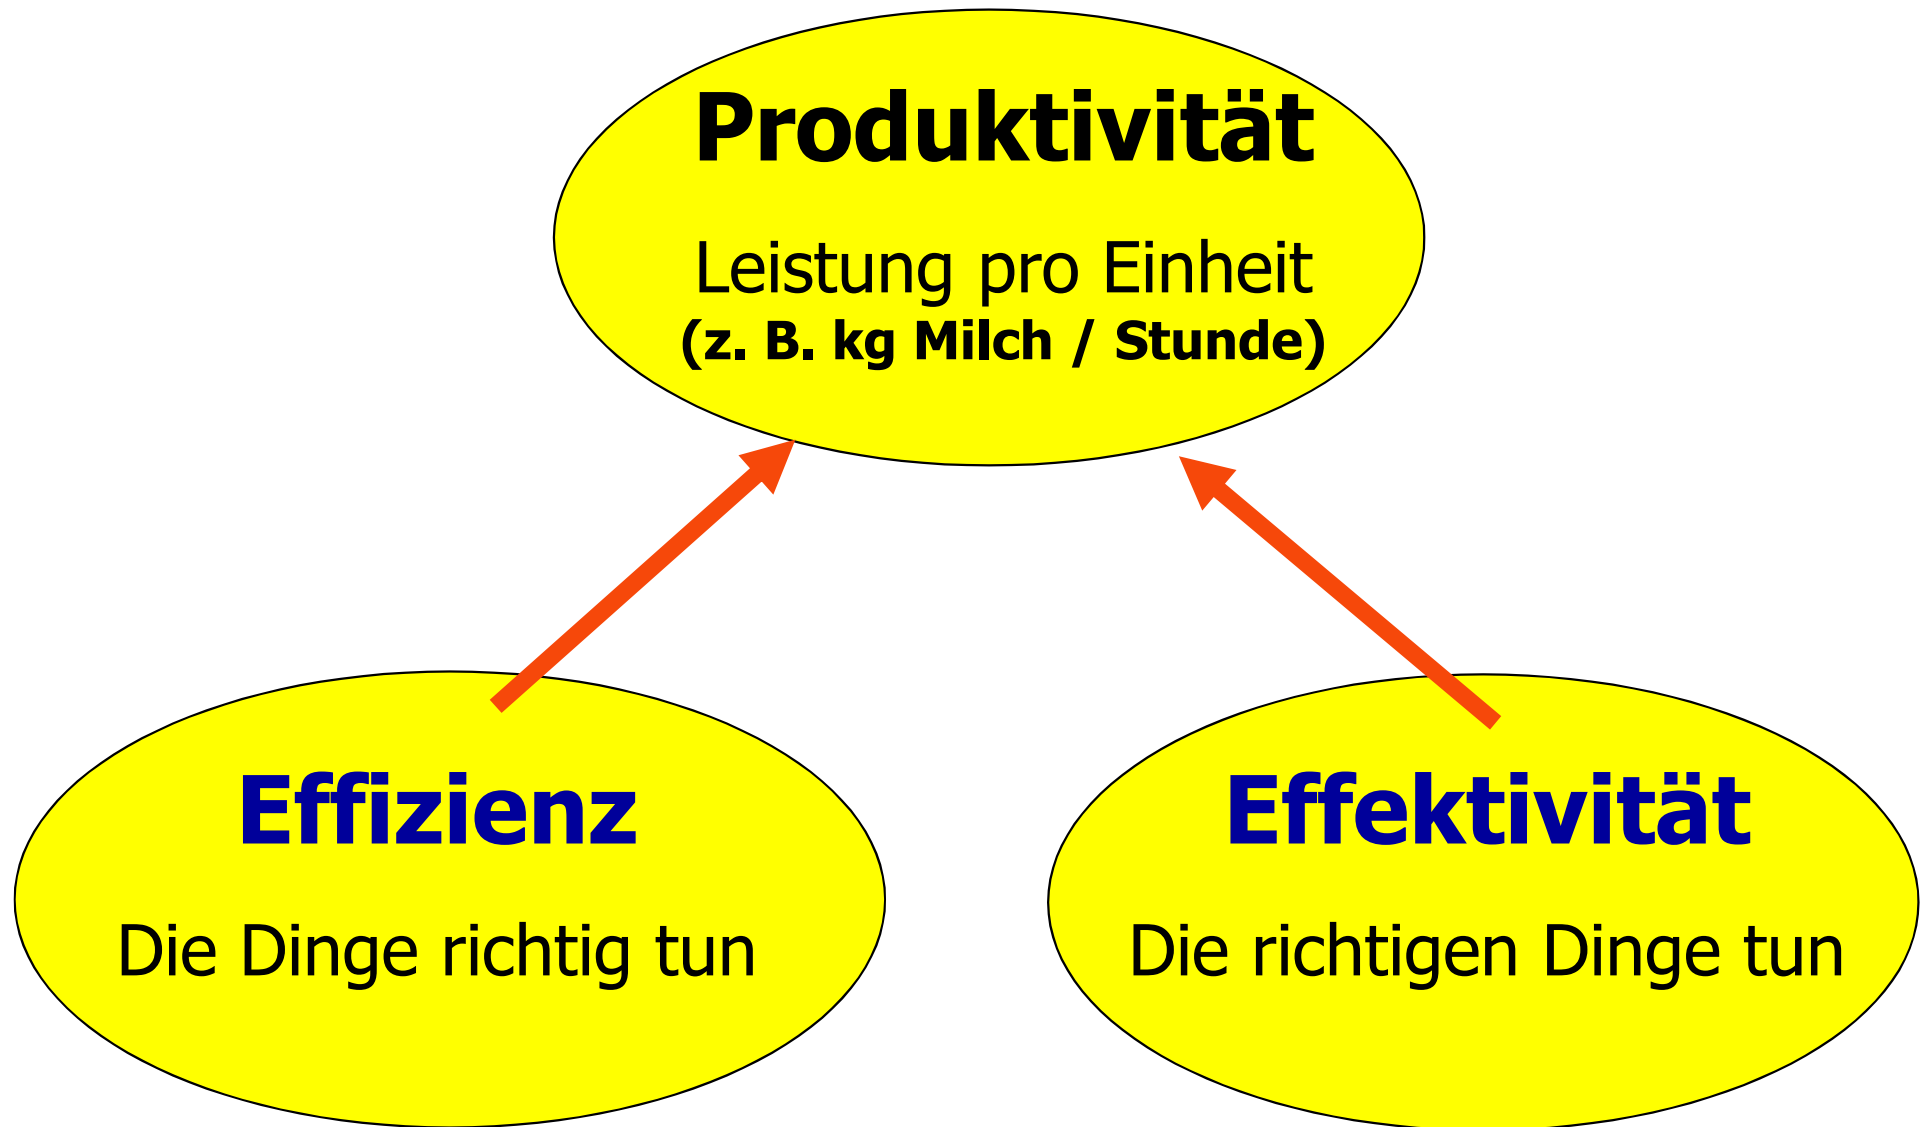 Produktivität
Leistung pro Einheit
(z. B. kg Milch / Stunde)
Effizienz
Die Dinge richtig tun
Effektivität
Die richtigen Dinge tun